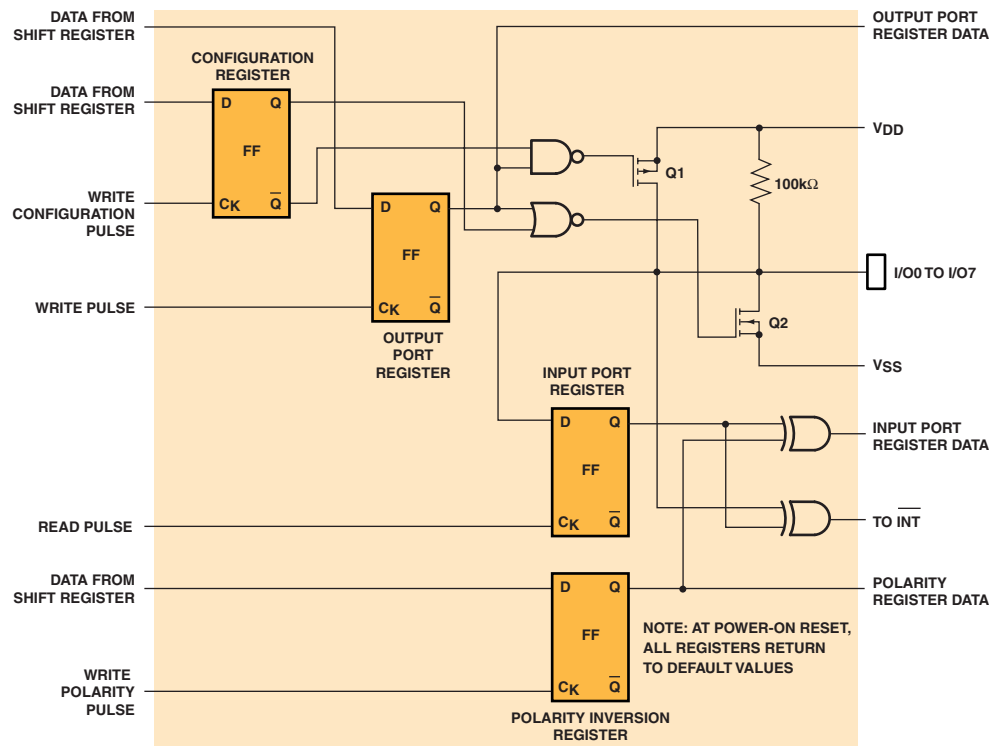 DATA FROM
SHIFT REGISTER
OUTPUT PORT
REGISTER DATA
CONFIGURATION
REGISTER
DATA FROM
SHIFT REGISTER
D Q
FF
CK Q̅
WRITE
CONFIGURATION
PULSE
VDD
Q1
100kΩ
D Q
FF
CK Q̅
WRITE PULSE
OUTPUT
PORT
REGISTER
I/O0 TO I/O7
Q2
VSS
INPUT PORT
REGISTER
D Q
FF
CK Q̅
READ PULSE
INPUT PORT
REGISTER DATA
TO I̅N̅T̅
DATA FROM
SHIFT REGISTER
D Q
FF
CK Q̅
POLARITY
REGISTER DATA
NOTE: AT POWER-ON RESET,
ALL REGISTERS RETURN
TO DEFAULT VALUES
WRITE
POLARITY
PULSE
POLARITY INVERSION
REGISTER